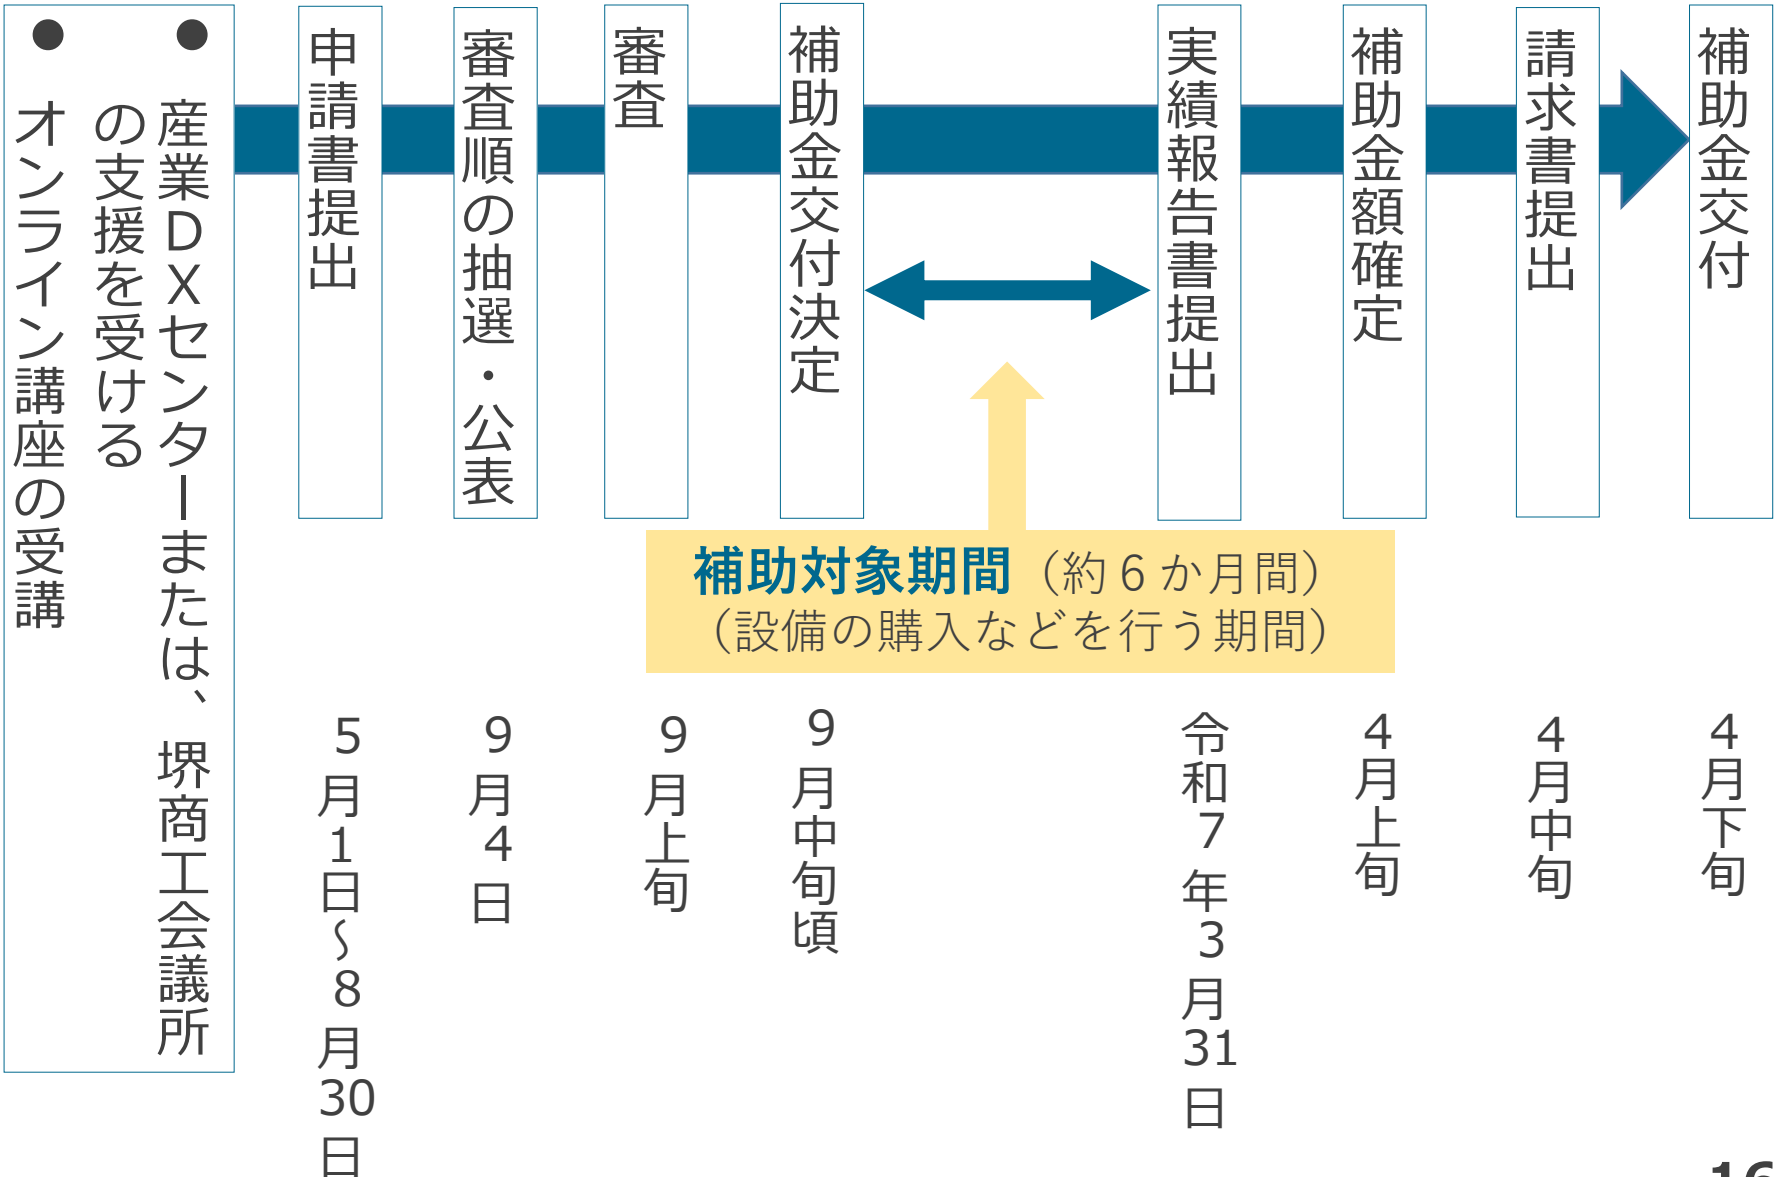 ● 産業ＤＸセンターまたは、堺商工会議所
の支援を受ける
● オンライン講座の受講
申請書提出
審査順の抽選・公表
審査
補助金交付決定
実績報告書提出
補助金額確定
請求書提出
補助金交付
補助対象期間（約６か月間）
（設備の購入などを行う期間）
５月１日～８月30日
９月４日
９月上旬
９月中旬頃
令和７年３月31日
４月上旬
４月中旬
４月下旬
16